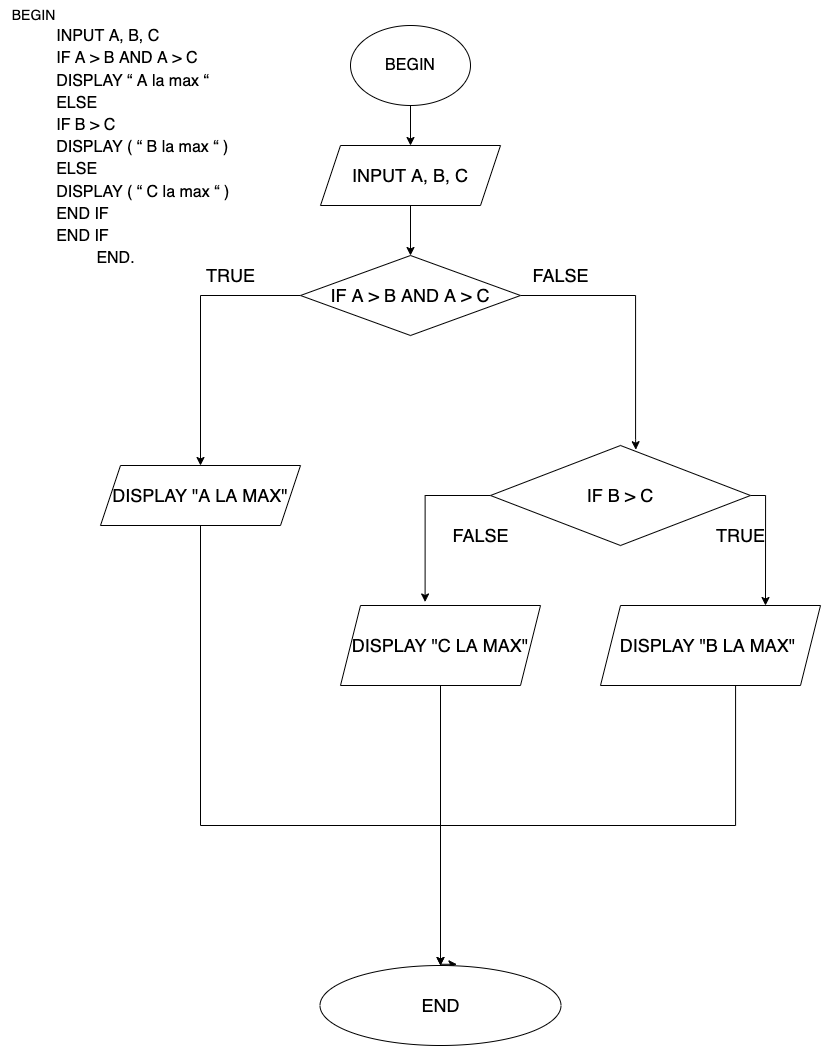 BEGIN
INPUT A, B, C
IF A > B AND A > C
DISPLAY “ A la max “
ELSE
IF B > C
DISPLAY ( “ B la max “ )
ELSE
DISPLAY ( “ C la max “ )
END IF
END IF
END.
BEGIN
INPUT A, B, C
TRUE
FALSE
IF A > B AND A > C
DISPLAY "A LA MAX"
IF B > C
FALSE
TRUE
DISPLAY "C LA MAX"
DISPLAY "B LA MAX"
END